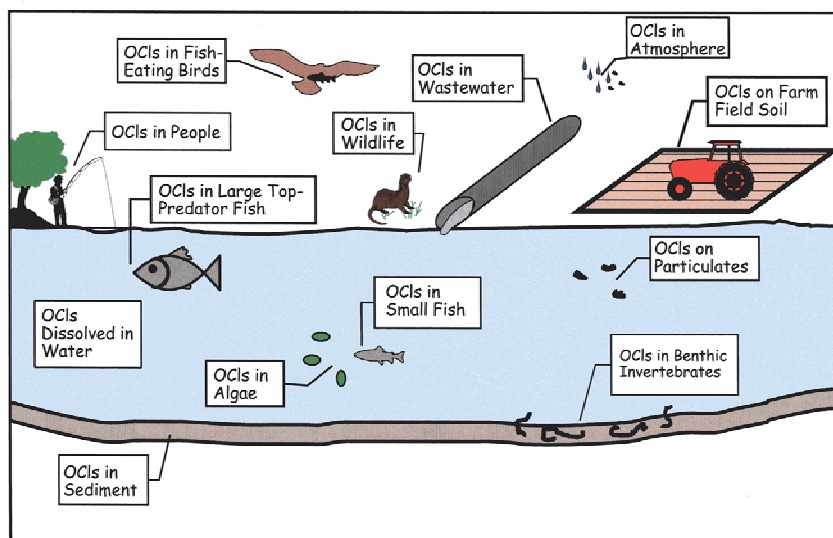 OCls in Fish-
Eating Birds
OCls in
Wastewater
OCls in
Atmosphere
OCls on Farm
Field Soil
OCls in People
OCls in
Wildlife
OCls in Large Top-
Predator Fish
OCls on
Particulates
OCls
Dissolved in
Water
OCls in
Small Fish
OCls in
Algae
OCls in Benthic
Invertebrates
OCls in
Sediment